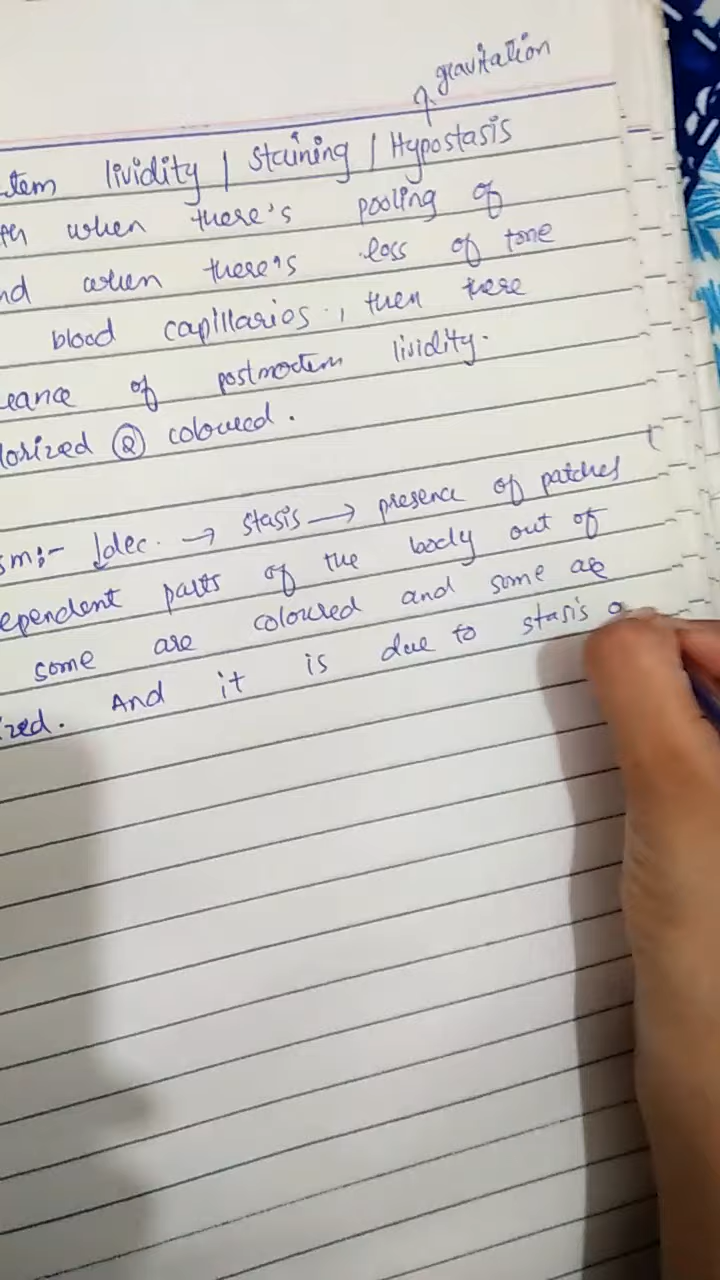 gravitation
tem lividity / staining / Hypostasis
when there's pooling of
nd when there's loss of tone
blood capillaries, then there
eance of postmortem lividity.
lorized ② coloured.
sm:- ↓dec. → stasis → presence of patches
ependent parts of the body out of
some are coloured and some are
ized. And it is due to stasis